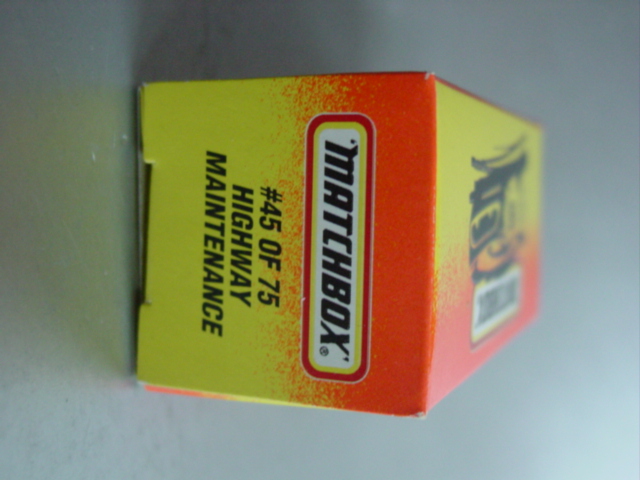 MATCHBOX®
#45 OF 75
HIGHWAY
MAINTENANCE